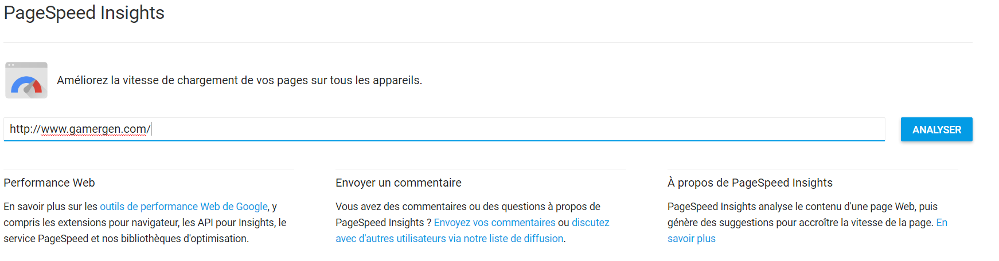 PageSpeed Insights
Améliorez la vitesse de chargement de vos pages sur tous les appareils.
http://www.gamergen.com/
ANALYSER
Performance Web
En savoir plus sur les outils de performance Web de Google, y
compris les extensions pour navigateur, les API pour Insights, le
service PageSpeed et nos bibliothèques d'optimisation.
Envoyer un commentaire
Vous avez des commentaires ou des questions à propos de
PageSpeed Insights ? Envoyez vos commentaires ou discutez
avec d'autres utilisateurs via notre liste de diffusion.
À propos de PageSpeed Insights
PageSpeed Insights analyse le contenu d'une page Web, puis
génère des suggestions pour accroître la vitesse de la page. En
savoir plus